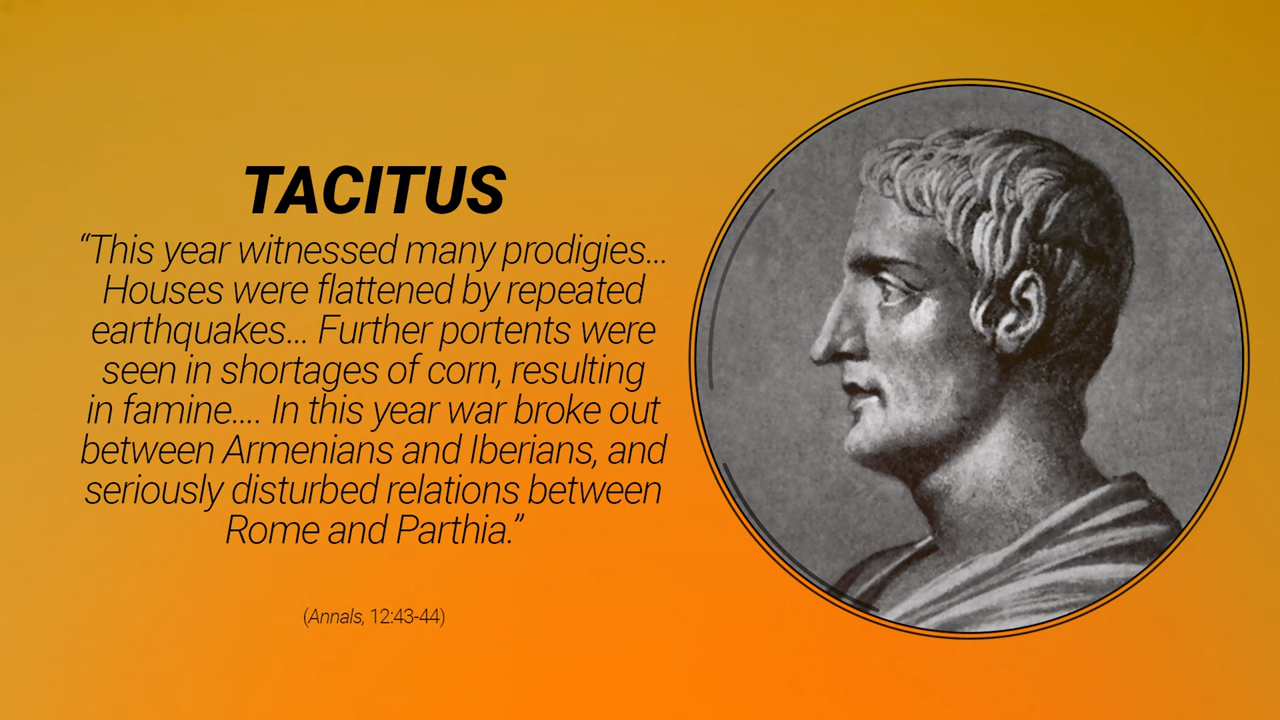 TACITUS
“This year witnessed many prodigies...
Houses were flattened by repeated
earthquakes... Further portents were
seen in shortages of corn, resulting
in famine.... In this year war broke out
between Armenians and Iberians, and
seriously disturbed relations between
Rome and Parthia.”
(Annals, 12:43-44)